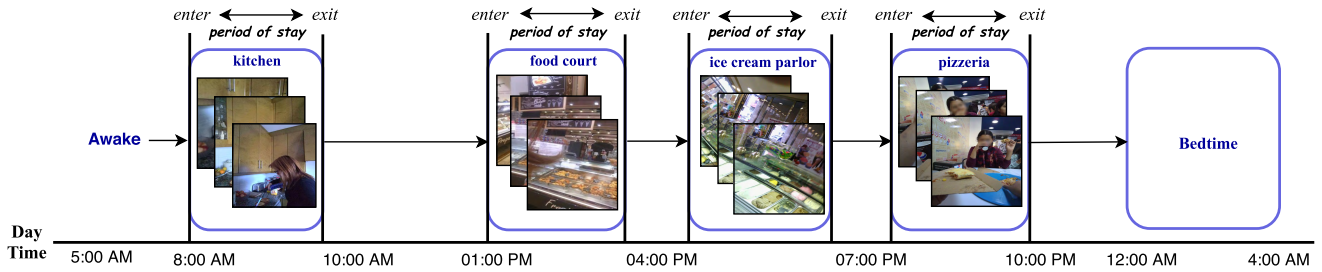 enter exit enter exit enter exit enter exit
period of stay period of stay period of stay period of stay
kitchen food court ice cream parlor pizzeria
Awake Bedtime
Day
Time
5:00 AM 8:00 AM 10:00 AM 01:00 PM 04:00 PM 07:00 PM 10:00 PM 12:00 AM 4:00 AM